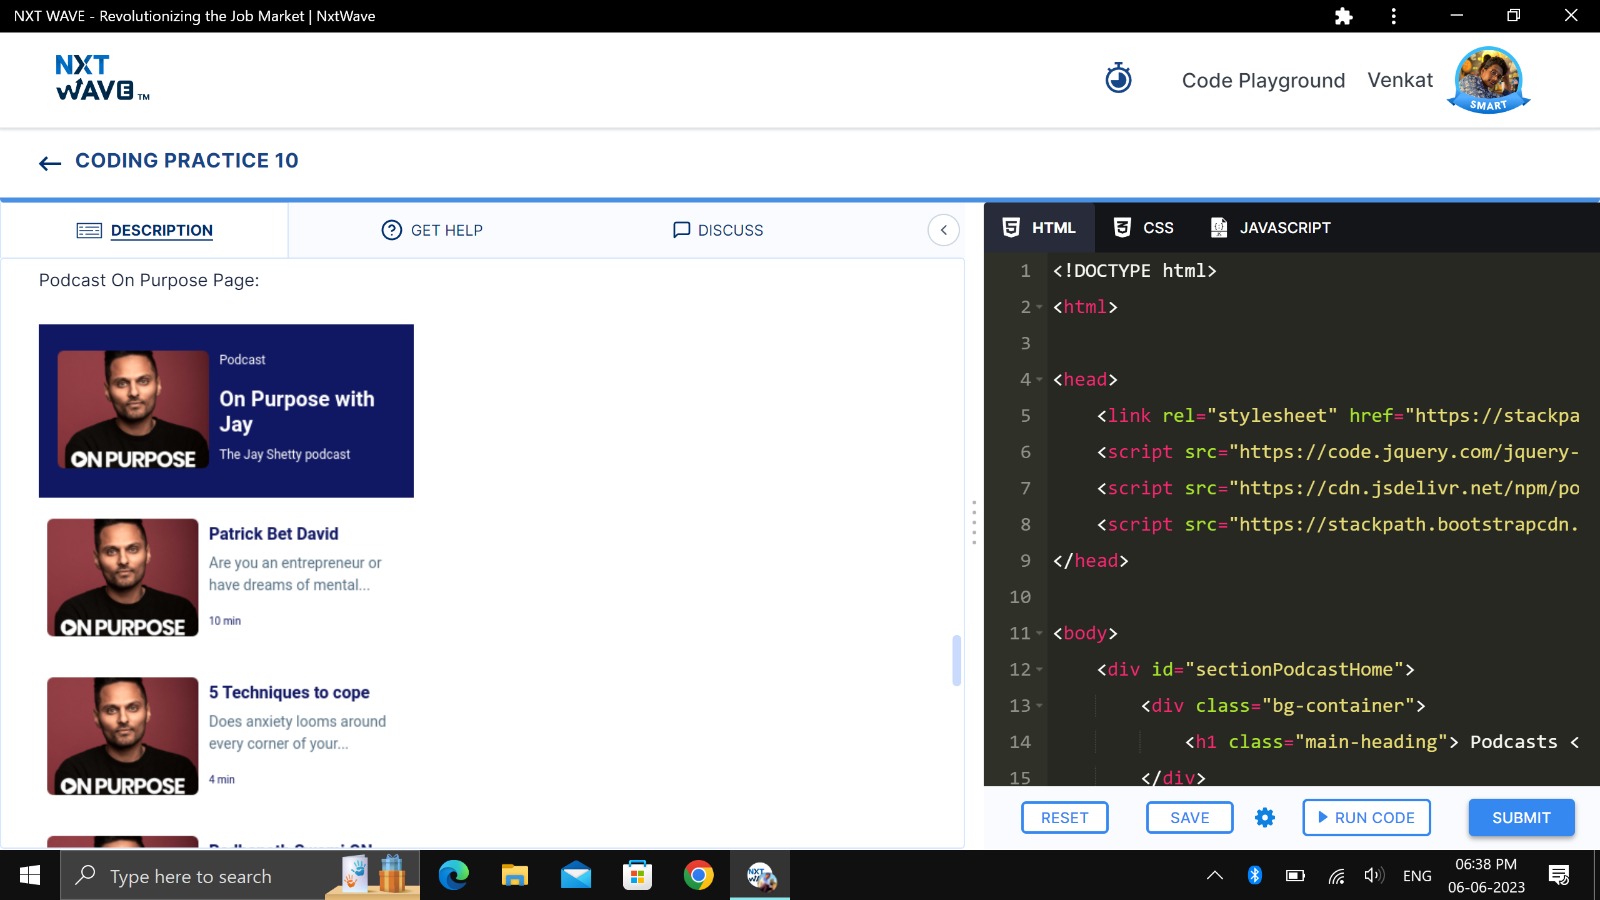 NXT WAVE - Revolutionizing the Job Market | NxtWave
NXT
WAVE TM
Code Playground Venkat
SMART
CODING PRACTICE 10
DESCRIPTION GET HELP DISCUSS
Podcast On Purpose Page:
Podcast
On Purpose with
Jay
The Jay Shetty podcast
ON PURPOSE
Patrick Bet David
Are you an entrepreneur or
have dreams of mental...
10 min
ON PURPOSE
5 Techniques to cope
Does anxiety looms around
every corner of your...
4 min
ON PURPOSE
HTML CSS JAVASCRIPT
1 <!DOCTYPE html>
2 <html>
3
4 <head>
5 <link rel="stylesheet" href="https://stackpa
6 <script src="https://code.jquery.com/jquery-
7 <script src="https://cdn.jsdelivr.net/npm/po
8 <script src="https://stackpath.bootstrapcdn.
9 </head>
10
11 <body>
12 <div id="sectionPodcastHome">
13 <div class="bg-container">
14 <h1 class="main-heading"> Podcasts <
15 </div>
RESET SAVE RUN CODE SUBMIT
Type here to search
ENG
06:38 PM
06-06-2023